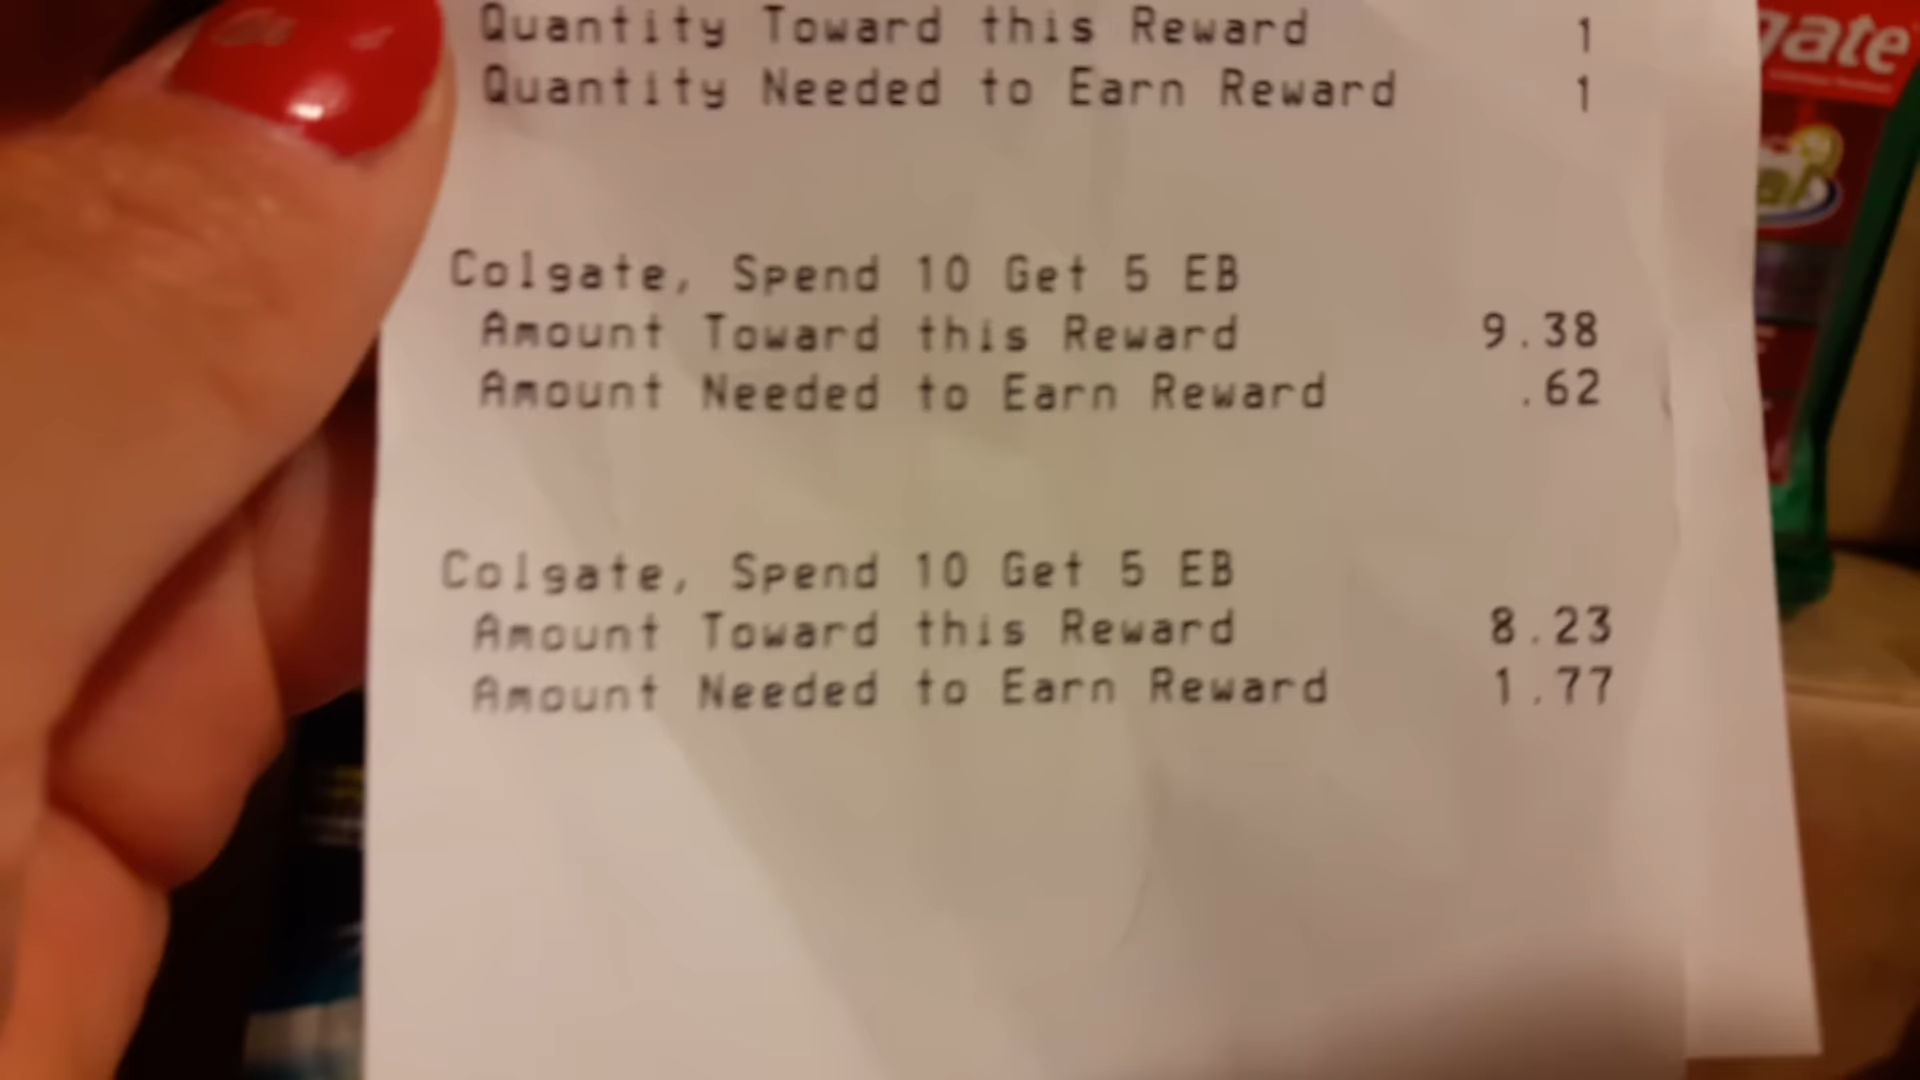 Quantity Toward this Reward 1
Quantity Needed to Earn Reward 1
Colgate, Spend 10 Get 5 EB
Amount Toward this Reward 9.38
Amount Needed to Earn Reward .62
Colgate, Spend 10 Get 5 EB
Amount Toward this Reward 8.23
Amount Needed to Earn Reward 1.77
gate